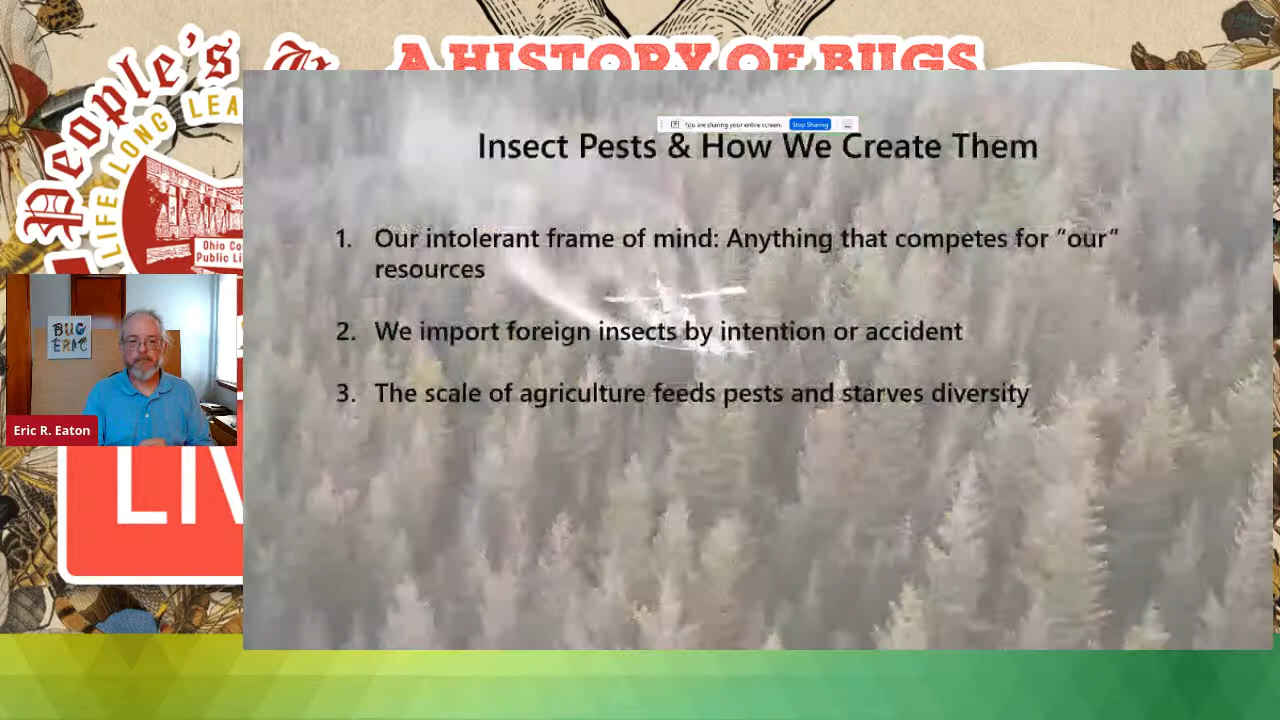 A HISTORY OF BUGS
People's
LIFE LONG LEA
Ohio Co
Public Li
You are sharing your entire screen.
Stop Sharing
Insect Pests & How We Create Them
1. Our intolerant frame of mind: Anything that competes for “our”
resources
2. We import foreign insects by intention or accident
3. The scale of agriculture feeds pests and starves diversity
BUG
ERIC
Eric R. Eaton
LIV